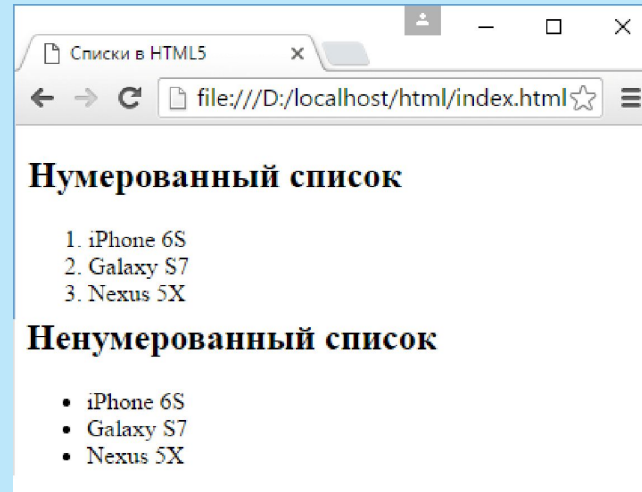 Списки в HTML5
file:///D:/localhost/html/index.html
Нумерованный список
1. iPhone 6S
2. Galaxy S7
3. Nexus 5X
Ненумерованный список
• iPhone 6S
• Galaxy S7
• Nexus 5X